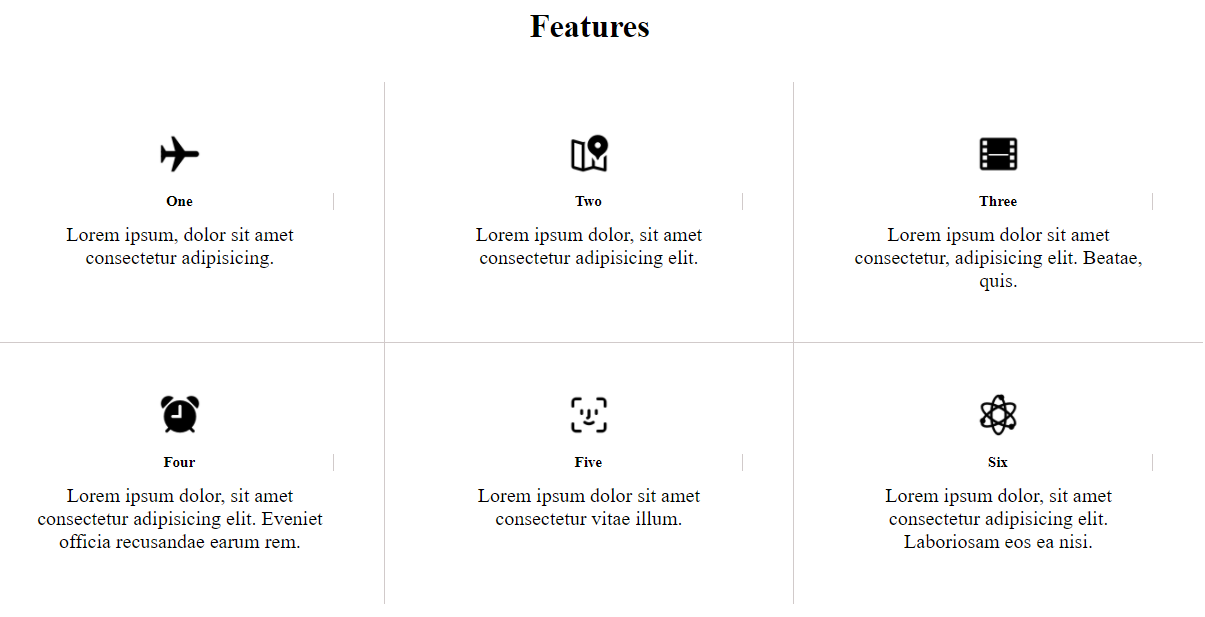 Features
One
Lorem ipsum, dolor sit amet
consectetur adipisicing.
Two
Lorem ipsum dolor, sit amet
consectetur adipisicing elit.
Three
Lorem ipsum dolor sit amet
consectetur, adipisicing elit. Beatae,
quis.
Four
Lorem ipsum dolor, sit amet
consectetur adipisicing elit. Eveniet
officia recusandae earum rem.
Five
Lorem ipsum dolor sit amet
consectetur vitae illum.
Six
Lorem ipsum dolor, sit amet
consectetur adipisicing elit.
Laboriosam eos ea nisi.